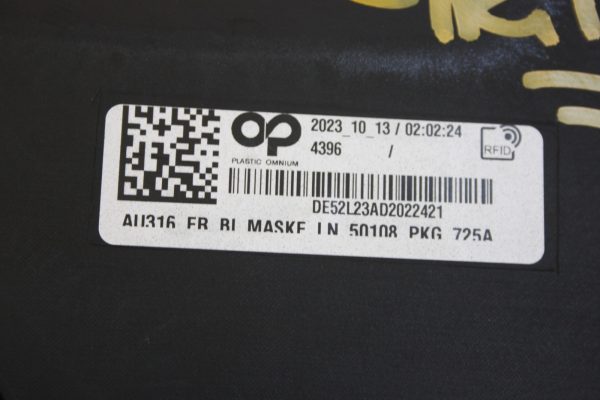 OP
PLASTIC OMNIUM
2023_10_13 / 02:02:24
4396 /
RFID
DE52L23AD2022421
AU316 FR BI MASKE LN 50108 PKG 725A